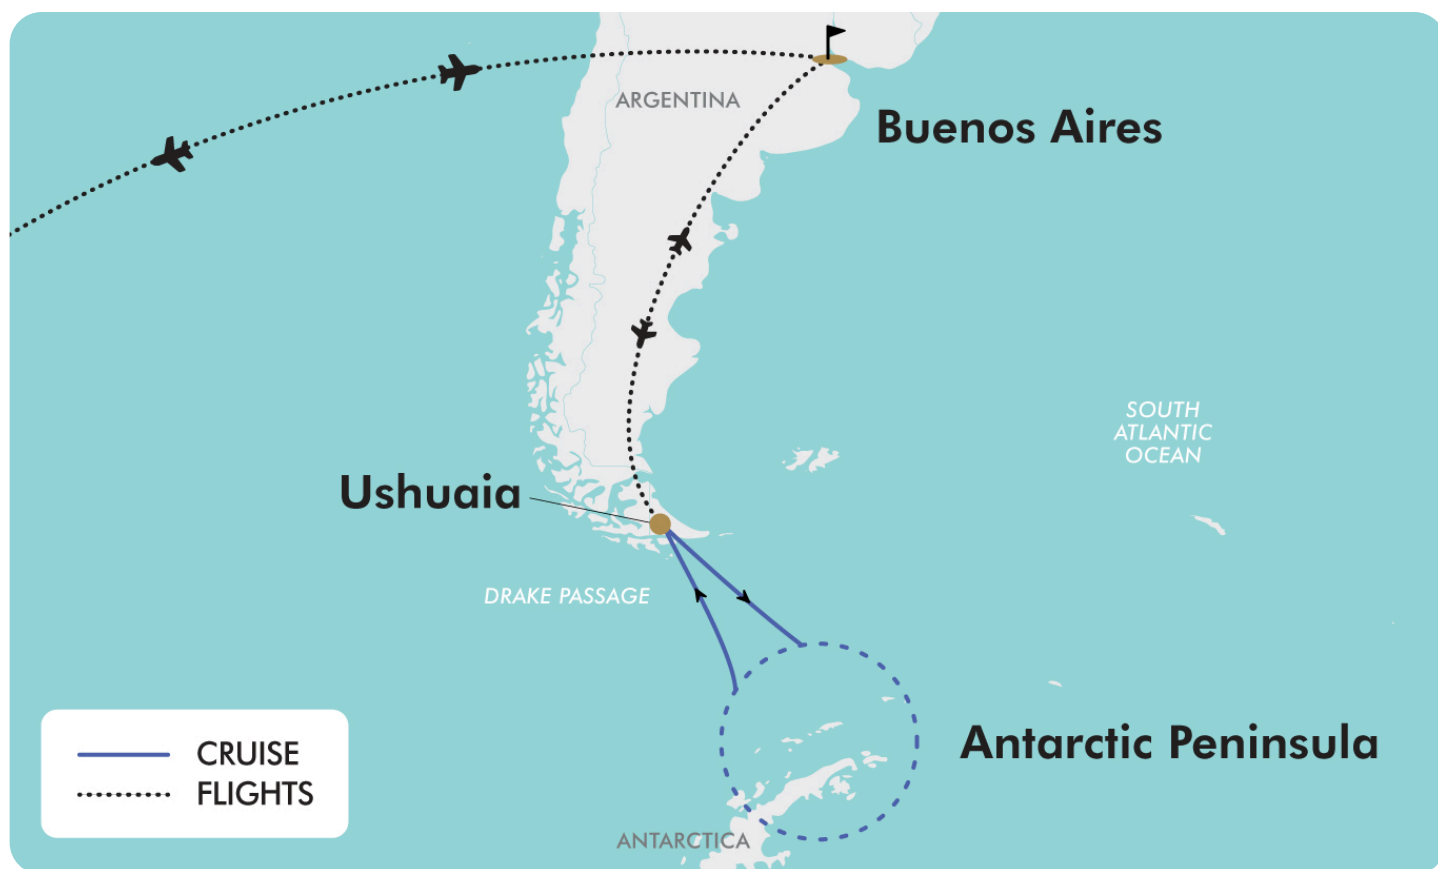 ARGENTINA
Buenos Aires
SOUTH
ATLANTIC
OCEAN
Ushuaia
DRAKE PASSAGE
Antarctic Peninsula
CRUISE
FLIGHTS
ANTARCTICA